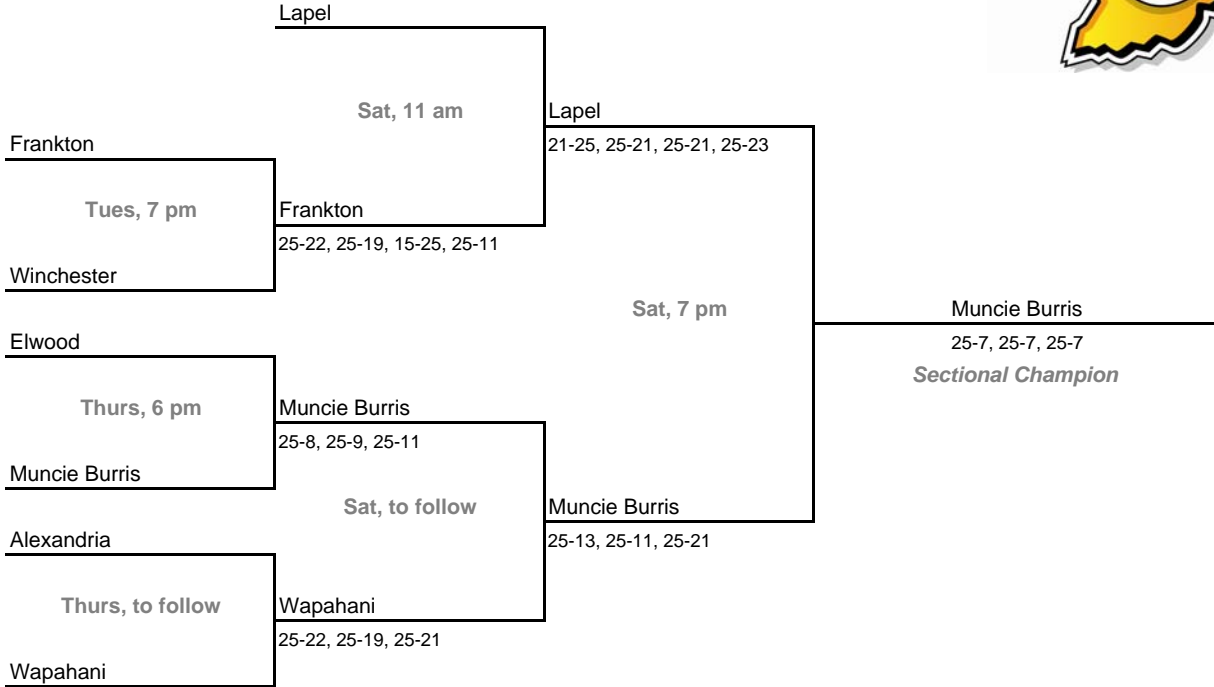 Lapel
Sat, 11 am
Lapel
Frankton
21-25, 25-21, 25-21, 25-23
Tues, 7 pm
Frankton
25-22, 25-19, 15-25, 25-11
Winchester
Sat, 7 pm
Muncie Burris
Elwood
25-7, 25-7, 25-7
Sectional Champion
Thurs, 6 pm
Muncie Burris
25-8, 25-9, 25-11
Muncie Burris
Sat, to follow
Muncie Burris
Alexandria
25-13, 25-11, 25-21
Thurs, to follow
Wapahani
25-22, 25-19, 25-21
Wapahani